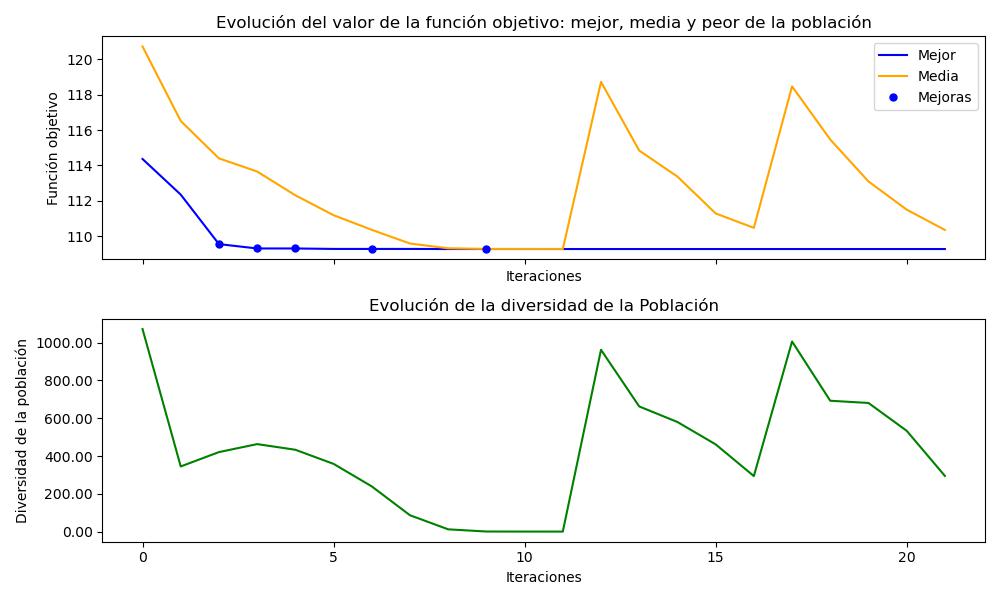 Evolución del valor de la función objetivo: mejor, media y peor de la población
Función objetivo
120
118
116
114
112
110
Mejor
Media
Mejoras
Iteraciones
Evolución de la diversidad de la Población
Diversidad de la población
1000.00
800.00
600.00
400.00
200.00
0.00
0
5
10
15
20
Iteraciones